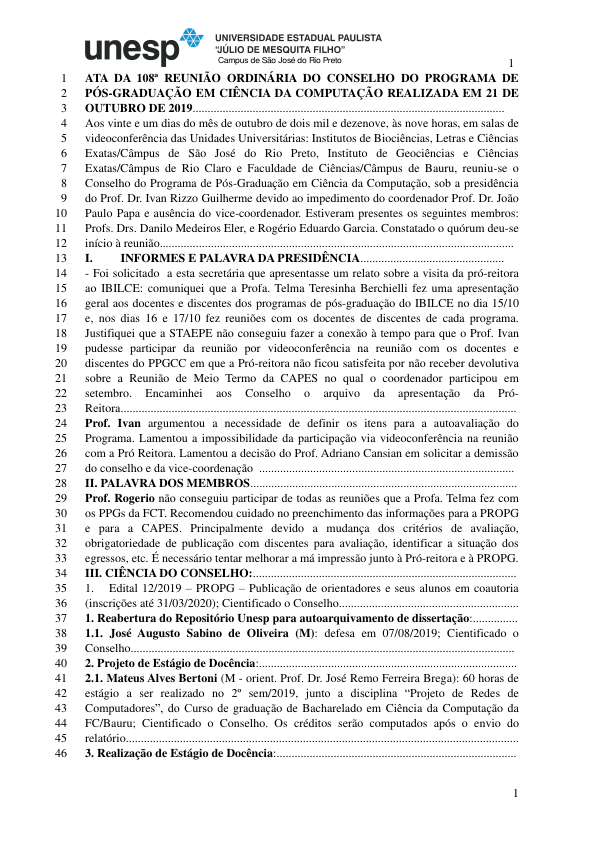 unesp
UNIVERSIDADE ESTADUAL PAULISTA
“JÚLIO DE MESQUITA FILHO”
Campus de São José do Rio Preto
1
1 ATA DA 108ª REUNIÃO ORDINÁRIA DO CONSELHO DO PROGRAMA DE
2 PÓS-GRADUAÇÃO EM CIÊNCIA DA COMPUTAÇÃO REALIZADA EM 21 DE
3 OUTUBRO DE 2019........................................................................................................
4 Aos vinte e um dias do mês de outubro de dois mil e dezenove, às nove horas, em salas de
5 videoconferência das Unidades Universitárias: Institutos de Biociências, Letras e Ciências
6 Exatas/Câmpus de São José do Rio Preto, Instituto de Geociências e Ciências
7 Exatas/Câmpus de Rio Claro e Faculdade de Ciências/Câmpus de Bauru, reuniu-se o
8 Conselho do Programa de Pós-Graduação em Ciência da Computação, sob a presidência
9 do Prof. Dr. Ivan Rizzo Guilherme devido ao impedimento do coordenador Prof. Dr. João
10 Paulo Papa e ausência do vice-coordenador. Estiveram presentes os seguintes membros:
11 Profs. Drs. Danilo Medeiros Eler, e Rogério Eduardo Garcia. Constatado o quórum deu-se
12 início à reunião......................................................................................................................
13 I. INFORMES E PALAVRA DA PRESIDÊNCIA................................................
14 - Foi solicitado a esta secretária que apresentasse um relato sobre a visita da pró-reitora
15 ao IBILCE: comuniquei que a Profa. Telma Teresinha Berchielli fez uma apresentação
16 geral aos docentes e discentes dos programas de pós-graduação do IBILCE no dia 15/10
17 e, nos dias 16 e 17/10 fez reuniões com os docentes de discentes de cada programa.
18 Justifiquei que a STAEPE não conseguiu fazer a conexão à tempo para que o Prof. Ivan
19 pudesse participar da reunião por videoconferência na reunião com os docentes e
20 discentes do PPGCC em que a Pró-reitora não ficou satisfeita por não receber devolutiva
21 sobre a Reunião de Meio Termo da CAPES no qual o coordenador participou em
22 setembro. Encaminhei aos Conselho o arquivo da apresentação da Pró-
23 Reitora....................................................................................................................................
24 Prof. Ivan argumentou a necessidade de definir os itens para a autoavaliação do
25 Programa. Lamentou a impossibilidade da participação via videoconferência na reunião
26 com a Pró Reitora. Lamentou a decisão do Prof. Adriano Cansian em solicitar a demissão
27 do conselho e da vice-coordenação .....................................................................................
28 II. PALAVRA DOS MEMBROS.........................................................................................
29 Prof. Rogerio não conseguiu participar de todas as reuniões que a Profa. Telma fez com
30 os PPGs da FCT. Recomendou cuidado no preenchimento das informações para a PROPG
31 e para a CAPES. Principalmente devido a mudança dos critérios de avaliação,
32 obrigatoriedade de publicação com discentes para avaliação, identificar a situação dos
33 egressos, etc. É necessário tentar melhorar a má impressão junto à Pró-reitora e à PROPG.
34 III. CIÊNCIA DO CONSELHO:........................................................................................
35 1. Edital 12/2019 – PROPG – Publicação de orientadores e seus alunos em coautoria
36 (inscrições até 31/03/2020); Cientificado o Conselho............................................................
37 1. Reabertura do Repositório Unesp para autoarquivamento de dissertação:...............
38 1.1. José Augusto Sabino de Oliveira (M): defesa em 07/08/2019; Cientificado o
39 Conselho.................................................................................................................................
40 2. Projeto de Estágio de Docência:......................................................................................
41 2.1. Mateus Alves Bertoni (M - orient. Prof. Dr. José Remo Ferreira Brega): 60 horas de
42 estágio a ser realizado no 2º sem/2019, junto a disciplina “Projeto de Redes de
43 Computadores”, do Curso de graduação de Bacharelado em Ciência da Computação da
44 FC/Bauru; Cientificado o Conselho. Os créditos serão computados após o envio do
45 relatório...................................................................................................................................
46 3. Realização de Estágio de Docência:................................................................................
1